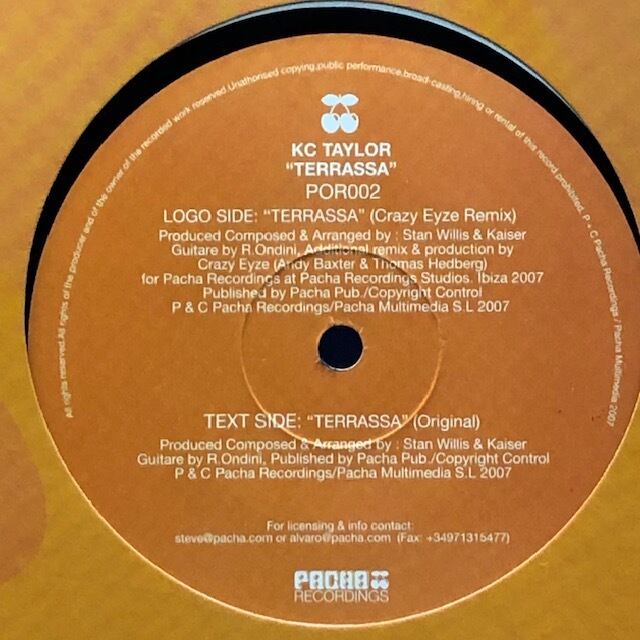 All rights reserved.All rights of the producer and of the owner of the recorded work reserved.Unathorised copying,public performance,broad-casting,hiring or rental of this record prohibited. P + C Pacha Recordings / Pacha Multimedia 2007
KC TAYLOR
"TERRASSA"
POR002
LOGO SIDE: "TERRASSA" (Crazy Eyze Remix)
Produced Composed & Arranged by : Stan Willis & Kaiser
Guitare by R.Ondini, Additional remix & production by
Crazy Eyze (Andy Baxter & Thomas Hedberg)
for Pacha Recordings at Pacha Recordings Studios. Ibiza 2007
Published by Pacha Pub./Copyright Control
P & C Pacha Recordings/Pacha Multimedia S.L 2007
TEXT SIDE: "TERRASSA" (Original)
Produced Composed & Arranged by : Stan Willis & Kaiser
Guitare by R.Ondini, Published by Pacha Pub./Copyright Control
P & C Pacha Recordings/Pacha Multimedia S.L 2007
For licensing & info contact:
steve@pacha.com or alvaro@pacha.com (Fax: +34971315477)
PACHA
RECORDINGS